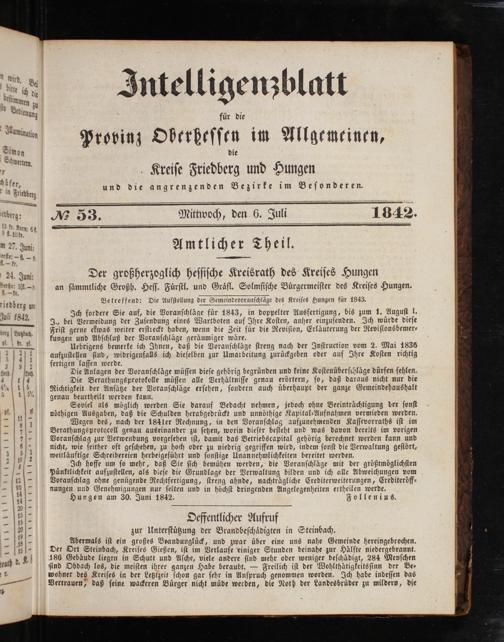 Intelligenzblatt
für die
Provinz Oberhessen im Allgemeinen,
die
Kreise Friedberg und Hungen
und die angrenzenden Bezirke im Besonderen.
№ 53. Mittwoch, den 6. Juli 1842.
Amtlicher Theil.
Der großherzoglich hessische Kreisrath des Kreises Hungen
an sämmtliche Großh. Hess. Fürstl. und Gräfl. Solmsische Bürgermeister des Kreises Hungen.
Betreffend: Die Aufstellung der Gemeindevoranschläge des Kreises Hungen für 1843.
Ich fordere Sie auf, die Voranschläge für 1843, in doppelter Ausfertigung, bis zum 1. August l.
J., bei Vermeidung der Zusendung eines Wartboten auf Ihre Kosten, anher einzusenden. Ich würde diese
Frist gerne etwas weiter erstreckt haben, wenn die Zeit für die Revision, Erläuterung der Revisionsbemer-
kungen und Abschluß der Voranschläge geräumiger wäre.
Uebrigens bemerke ich Ihnen, daß die Voranschläge streng nach der Instruction vom 2. Mai 1836
aufzustellen sind, widrigenfalls ich dieselben zur Umarbeitung zurückgeben oder auf Ihre Kosten richtig
fertigen lassen werde.
Die Anlagen der Voranschläge müssen diese gehörig begründen und keine Kostenüberschläge dürfen fehlen.
Die Berathungsprotokolle müssen alle Verhältnisse genau erörtern, so, daß daraus nicht nur die
Richtigkeit der Ansätze der Voranschläge ersehen, sondern auch überhaupt der ganze Gemeindehaushalt
genau beurtheilt werden kann.
Soviel als möglich werden Sie darauf Bedacht nehmen, jedoch ohne Beeinträchtigung der sonst
nöthigen Ausgaben, daß die Schulden herabgedrückt und unnöthige Kapital-Aufnahmen vermieden werden.
Wegen des, nach der 1841er Rechnung, in den Voranschlag aufzunehmenden Kassevorraths ist im
Berathungsprotocoll genau auseinander zu setzen, worin dieser besteht und was davon bereits im vorigen
Voranschlag zur Verwendung vorgesehen ist, damit das Betriebscapital gehörig berechnet werden kann und
nicht, wie seither oft geschehen, zu hoch oder zu niedrig gegriffen wird, indem sonst die Verwaltung gestört,
weitläuftige Schreibereien herbeigeführt und sonstige Unannehmlichkeiten bereitet werden.
Ich hoffe um so mehr, daß Sie sich bemühen werden, die Voranschläge mit der größtmöglichsten
Pünktlichkeit aufzustellen, als diese die Grundlage der Verwaltung bilden und ich alle Abweichungen vom
Voranschlag ohne genügende Rechtfertigung, streng ahnde, nachträgliche Crediterweiterungen, Crediteröff-
nungen und Genehmigungen nur selten und in höchst dringenden Angelegenheiten ertheilen werde.
Hungen am 30. Juni 1842. Follenius.
Oeffentlicher Aufruf
zur Unterstützung der Brandbeschädigten in Steinbach.
Abermals ist ein großes Brandunglück, und zwar über eine uns nahe Gemeinde hereingebrochen.
Der Ort Steinbach, Kreises Gießen, ist im Verlaufe einiger Stunden beinahe zur Hälfte niedergebrannt.
186 Gebäude liegen in Schutt und Asche, viele andere sind mehr oder weniger beschädigt, 284 Menschen
sind Obdach los, die meisten ihrer ganzen Habe beraubt. — Freilich ist der Wohlthätigkeitssinn der Be-
wohner des Kreises in der Letztzeit schon gar sehr in Anspruch genommen worden. Ich habe indessen das
Vertrauen, daß seine wackeren Bürger nicht müde werden, die Noth der Landesbrüder zu mildern, die